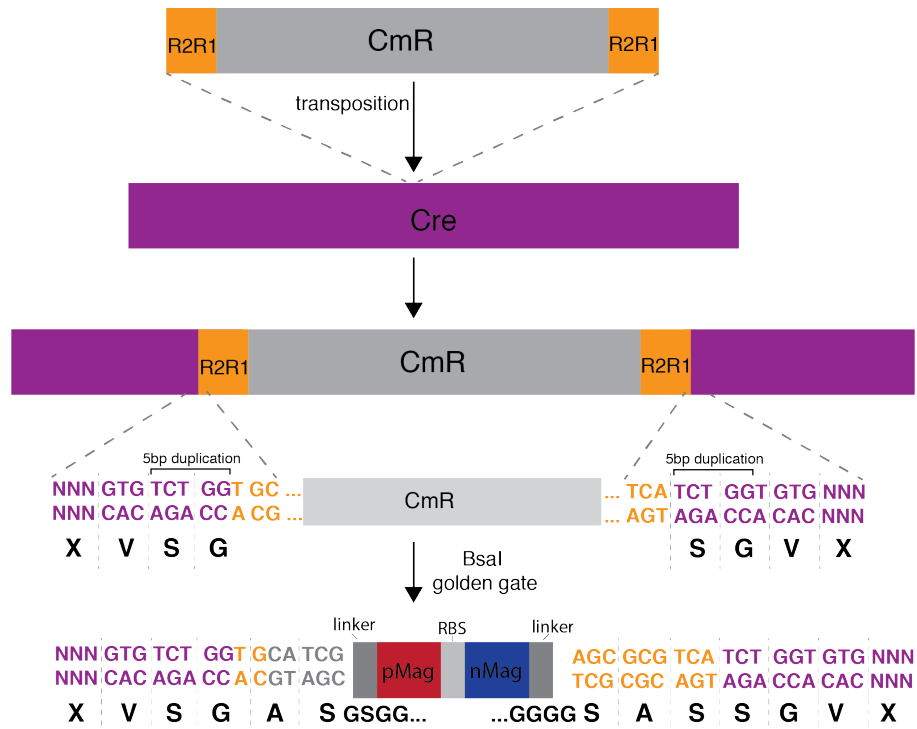 R2R1 CmR R2R1
transposition
Cre
R2R1 CmR R2R1
5bp duplication 5bp duplication
NNN GTG TCT GGT GC ... CmR ... TCA TCT GGT GTG NNN
NNN CAC AGA CCA CG ... ... AGT AGA CCA CAC NNN
X V S G S G V X
BsaI
golden gate
linker RBS linker
NNN GTG TCT GGT GCA TCG pMag nMag AGC GCG TCA TCT GGT GTG NNN
NNN CAC AGA CCA CGT AGC TCG CGC AGT AGA CCA CAC NNN
X V S G A S GSGG... ...GGGG S A S S G V X